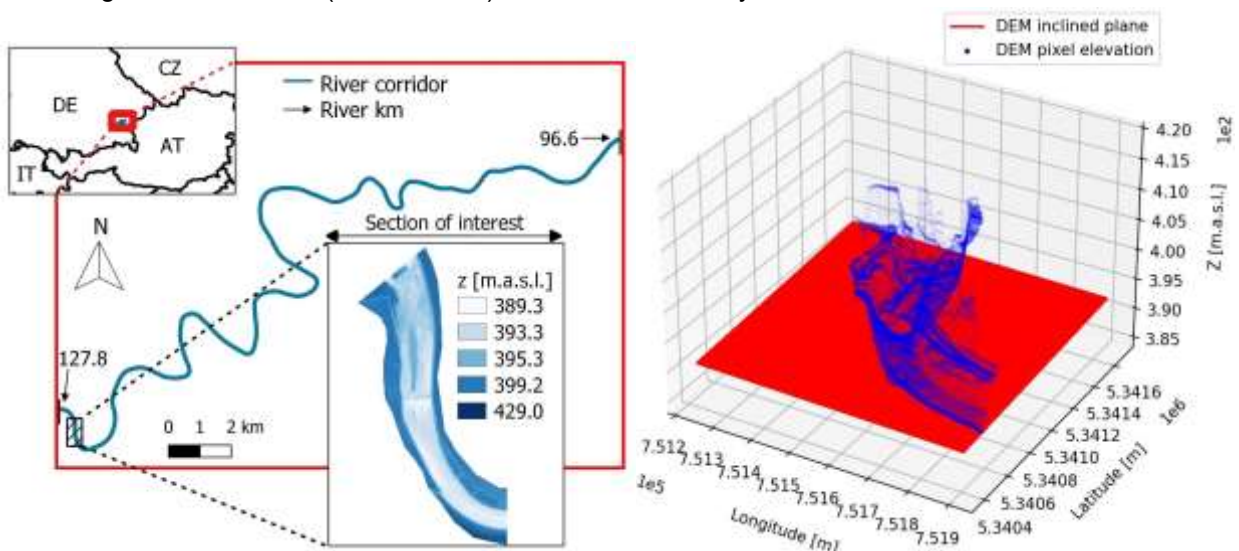 CZ
DE
AT
IT
River corridor
River km
96.6
N
Section of interest
z [m.a.s.l.]
389.3
393.3
395.3
399.2
429.0
127.8
0 1 2 km
DEM inclined plane
DEM pixel elevation
1e2
4.20
4.15
4.10
4.05
4.00
3.95
3.90
3.85
Z [m.a.s.l.]
5.3416
5.3414
5.3412
5.3410
5.3408
5.3406
5.3404
1e6
Latitude [m]
7.512
7.513
7.514
7.515
7.516
7.517
7.518
7.519
1e5
Longitude [m]